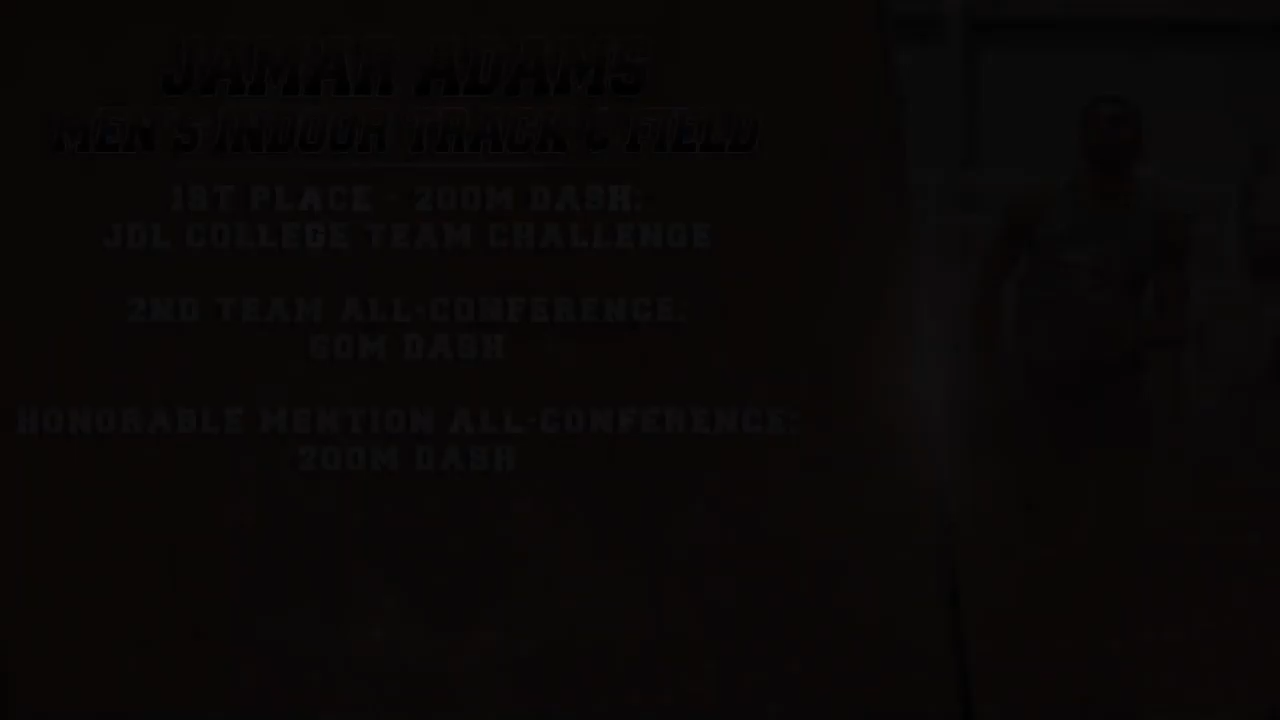 JAMAR ADAMS
MEN'S INDOOR TRACK & FIELD
1ST PLACE - 200M DASH:
JDL COLLEGE TEAM CHALLENGE
2ND TEAM ALL-CONFERENCE:
60M DASH
HONORABLE MENTION ALL-CONFERENCE:
200M DASH